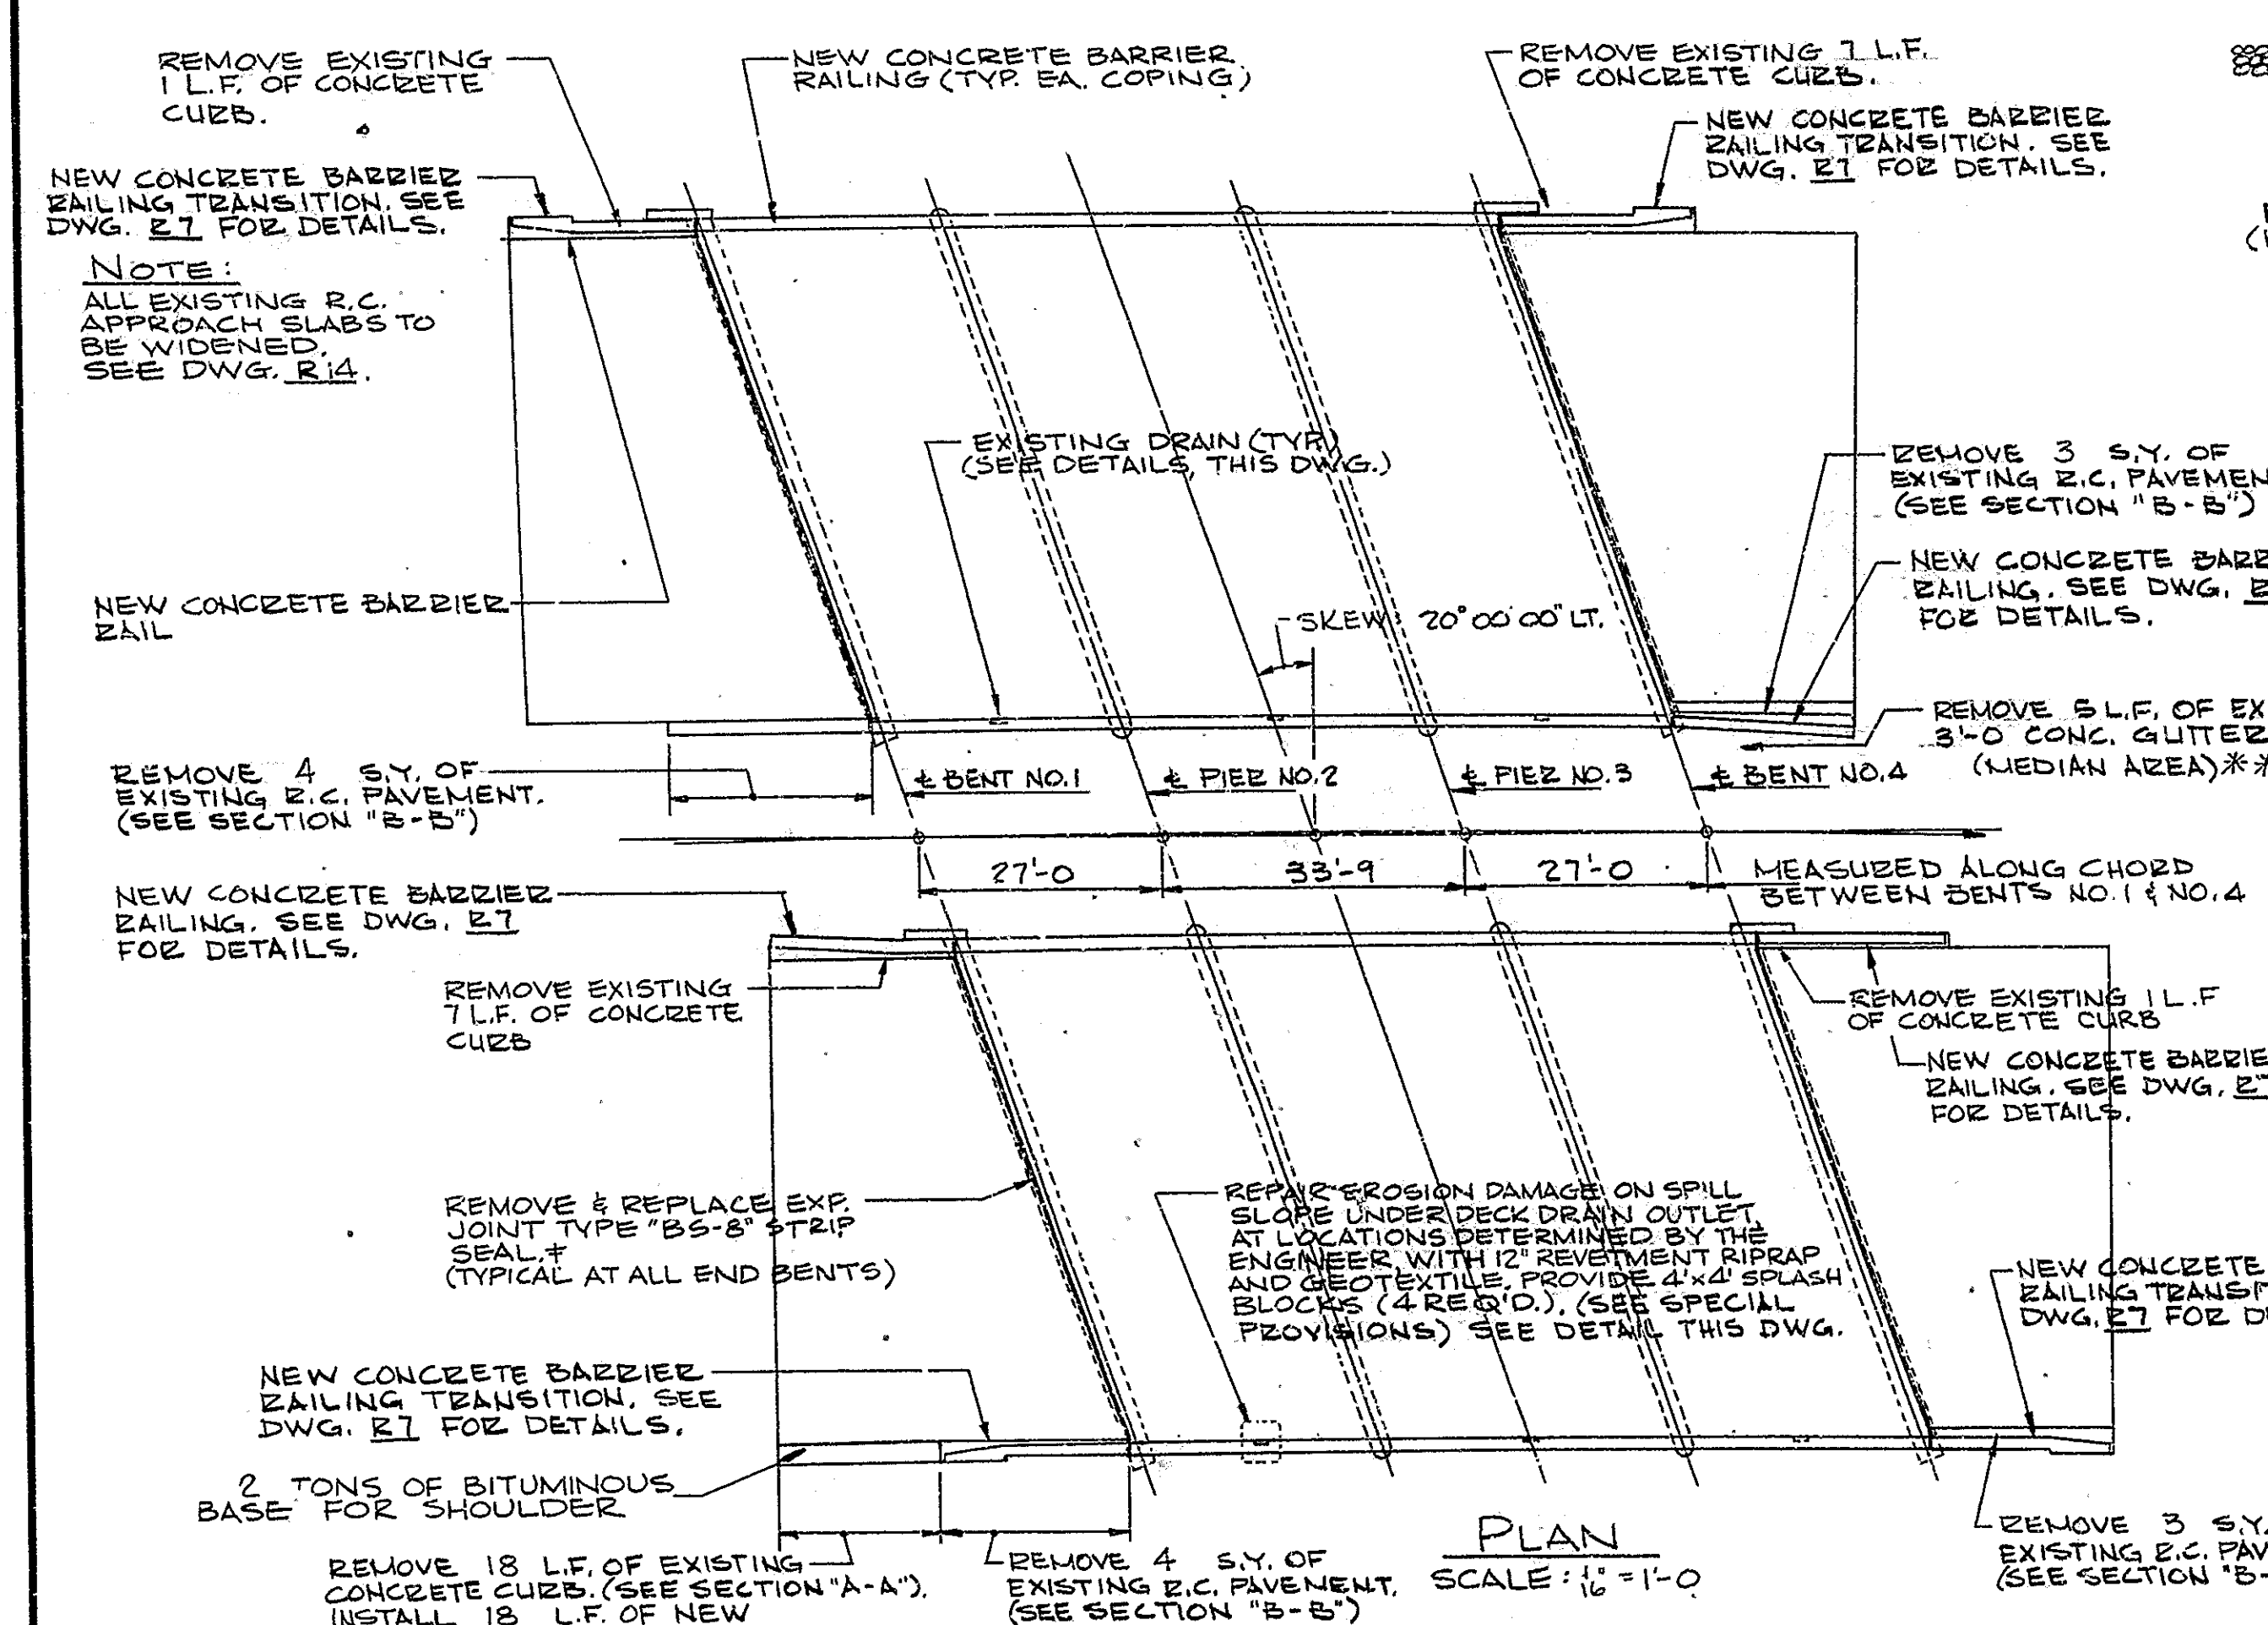 REMOVE EXISTING
1 L.F. OF CONCRETE
CURB.
NEW CONCRETE BARRIER
RAILING (TYP. EA. COPING)
REMOVE EXISTING 7 L.F.
OF CONCRETE CURB.
NEW CONCRETE BARRIER
RAILING TRANSITION. SEE
DWG. R7 FOR DETAILS.
NEW CONCRETE BARRIER
RAILING TRANSITION. SEE
DWG. R7 FOR DETAILS.
NOTE:
ALL EXISTING R.C.
APPROACH SLABS TO
BE WIDENED.
SEE DWG. R14.
EXISTING DRAIN (TYP.)
(SEE DETAILS, THIS DWG.)
REMOVE 3 S.Y. OF
EXISTING R.C. PAVEMEN
(SEE SECTION "B-B")
NEW CONCRETE BARR
RAILING. SEE DWG.
FOR DETAILS.
NEW CONCRETE BARRIER
RAIL
SKEW 20°00'00" LT.
REMOVE 5 L.F. OF EX
3'-0 CONC. GUTTER
(MEDIAN AREA)**
REMOVE 4 S.Y. OF
EXISTING R.C. PAVEMENT.
(SEE SECTION "B-B")
℄ BENT NO.1
℄ PIER NO.2
℄ PIER NO.3
℄ BENT NO.4
27'-0
33'-9
27'-0
MEASURED ALONG CHORD
BETWEEN BENTS NO.1 & NO.4
NEW CONCRETE BARRIER
RAILING. SEE DWG. R7
FOR DETAILS.
REMOVE EXISTING
7 L.F. OF CONCRETE
CURB
REMOVE EXISTING 1 L.F
OF CONCRETE CURB
NEW CONCRETE BARRIE
RAILING. SEE DWG. R7
FOR DETAILS.
REMOVE & REPLACE EXP.
JOINT TYPE "BS-8" STRIP
SEAL.‡
(TYPICAL AT ALL END BENTS)
REPAIR EROSION DAMAGE ON SPILL
SLOPE UNDER DECK DRAIN OUTLET,
AT LOCATIONS DETERMINED BY THE
ENGINEER, WITH 12" REVETMENT RIPRAP
AND GEOTEXTILE. PROVIDE 4'x4' SPLASH
BLOCKS (4 REQ'D.). (SEE SPECIAL
PROVISIONS) SEE DETAIL THIS DWG.
NEW CONCRETE
RAILING TRANSIT
DWG. R7 FOR D
NEW CONCRETE BARRIER
RAILING TRANSITION. SEE
DWG. R7 FOR DETAILS.
2 TONS OF BITUMINOUS
BASE FOR SHOULDER
REMOVE 18 L.F. OF EXISTING
CONCRETE CURB. (SEE SECTION "A-A").
INSTALL 18 L.F. OF NEW
REMOVE 4 S.Y. OF
EXISTING R.C. PAVEMENT.
(SEE SECTION "B-B")
PLAN
SCALE: 1/16" = 1'-0
REMOVE 3 S.Y.
EXISTING R.C. PAV
(SEE SECTION "B-